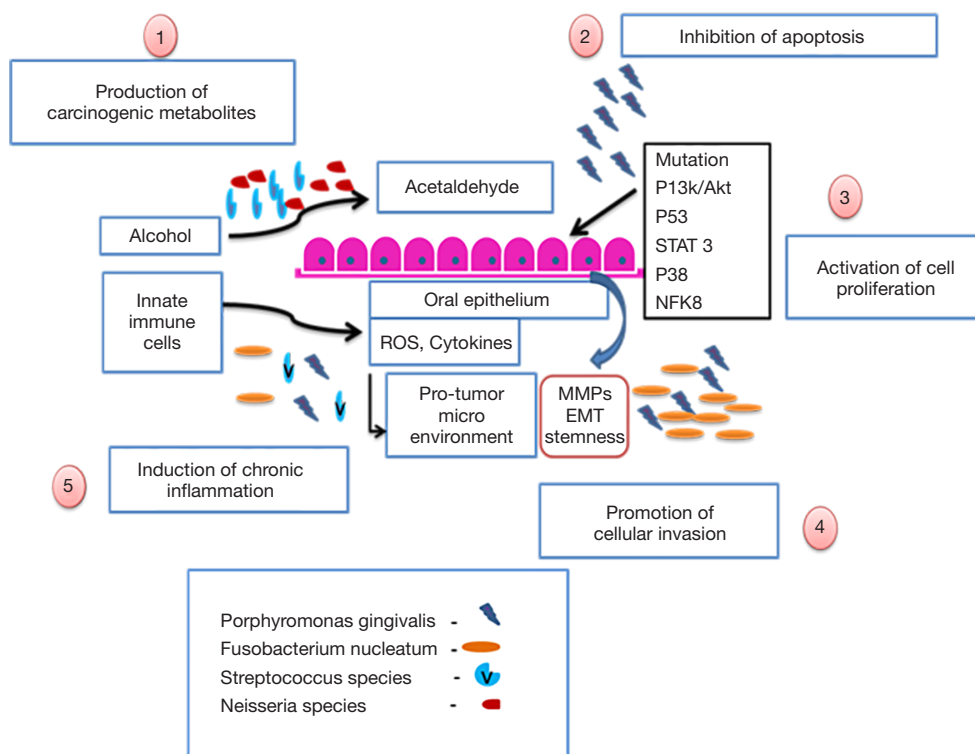 1
Production of
carcinogenic metabolites
2
Inhibition of apoptosis
Mutation
P13k/Akt
P53
STAT 3
P38
NFK8
3
Activation of cell
proliferation
Acetaldehyde
Alcohol
Oral epithelium
Innate
immune
cells
ROS, Cytokines
V
V
Pro-tumor
micro
environment
MMPs
EMT
stemness
5
Induction of chronic
inflammation
Promotion of
cellular invasion
4
Porphyromonas gingivalis -
Fusobacterium nucleatum -
Streptococcus species - V
Neisseria species -